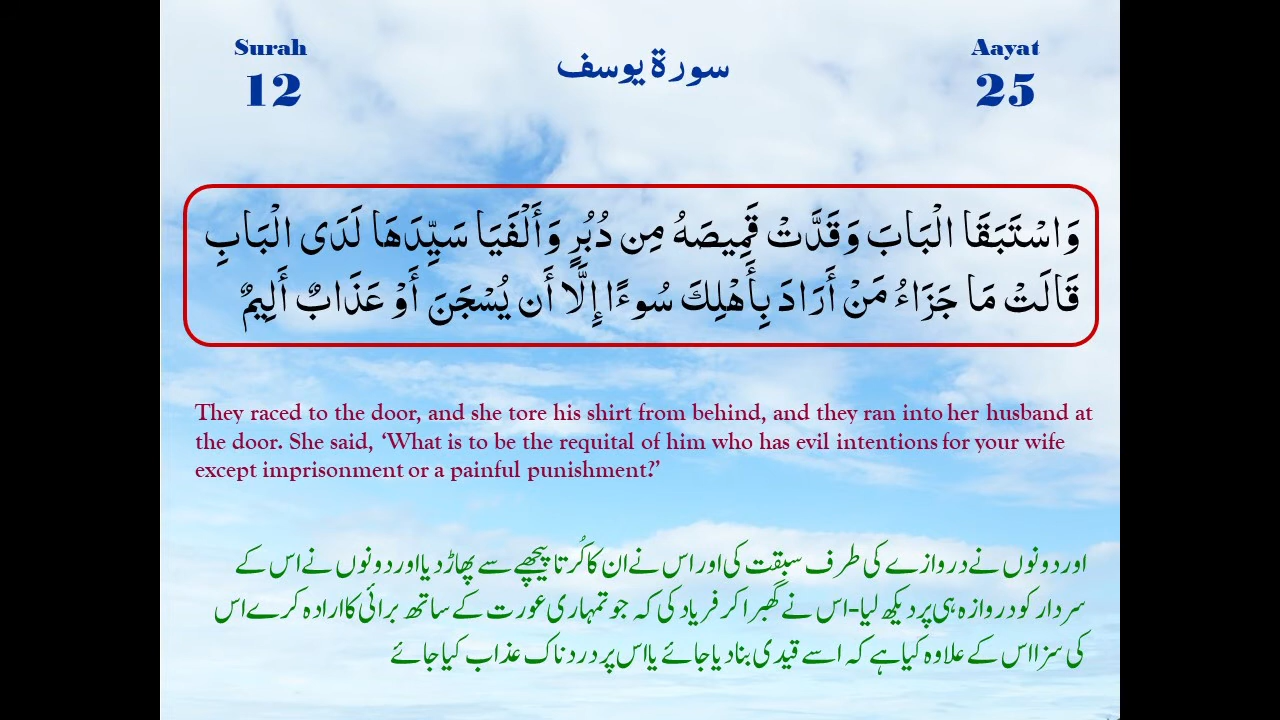 Surah
12
سورة يوسف
Aayat
25
وَاسْتَبَقَا الْبَابَ وَقَدَّتْ قَمِيصَهُ مِن دُبُرٍ وَأَلْفَيَا سَيِّدَهَا لَدَى الْبَابِ
قَالَتْ مَا جَزَاءُ مَنْ أَرَادَ بِأَهْلِكَ سُوءًا إِلَّا أَن يُسْجَنَ أَوْ عَذَابٌ أَلِيمٌ
They raced to the door, and she tore his shirt from behind, and they ran into her husband at
the door. She said, ‘What is to be the requital of him who has evil intentions for your wife
except imprisonment or a painful punishment?’
اور دونوں نے دروازے کی طرف سبقت کی اور اس نے ان کا کُرتا پیچھے سے پھاڑ دیا اور دونوں نے اس کے
سردار کو دروازہ ہی پر دیکھ لیا-اس نے گھبرا کر فریاد کی کہ جو تمہاری عورت کے ساتھ برائی کا ارادہ کرے اس
کی سزا اس کے علاوہ کیا ہے کہ اسے قیدی بنا دیا جائے یا اس پر دردناک عذاب کیا جائے